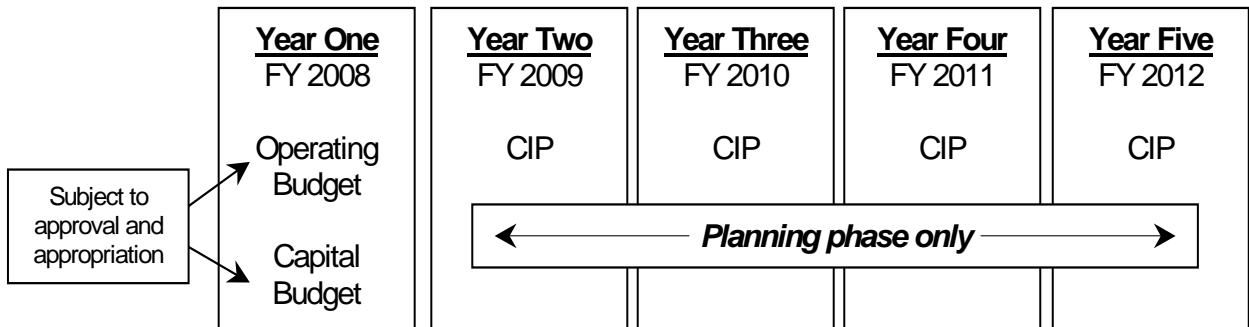 Year One
FY 2008
Operating
Budget
Capital
Budget
Subject to
approval and
appropriation
Year Two
FY 2009
CIP
Year Three
FY 2010
CIP
Year Four
FY 2011
CIP
Year Five
FY 2012
CIP
Planning phase only